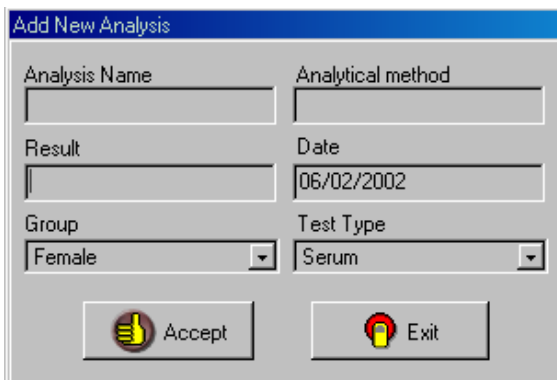 Add New Analysis
Analysis Name
Analytical method
Result
Date
06/02/2002
Group
Test Type
Female
Serum
Accept
Exit